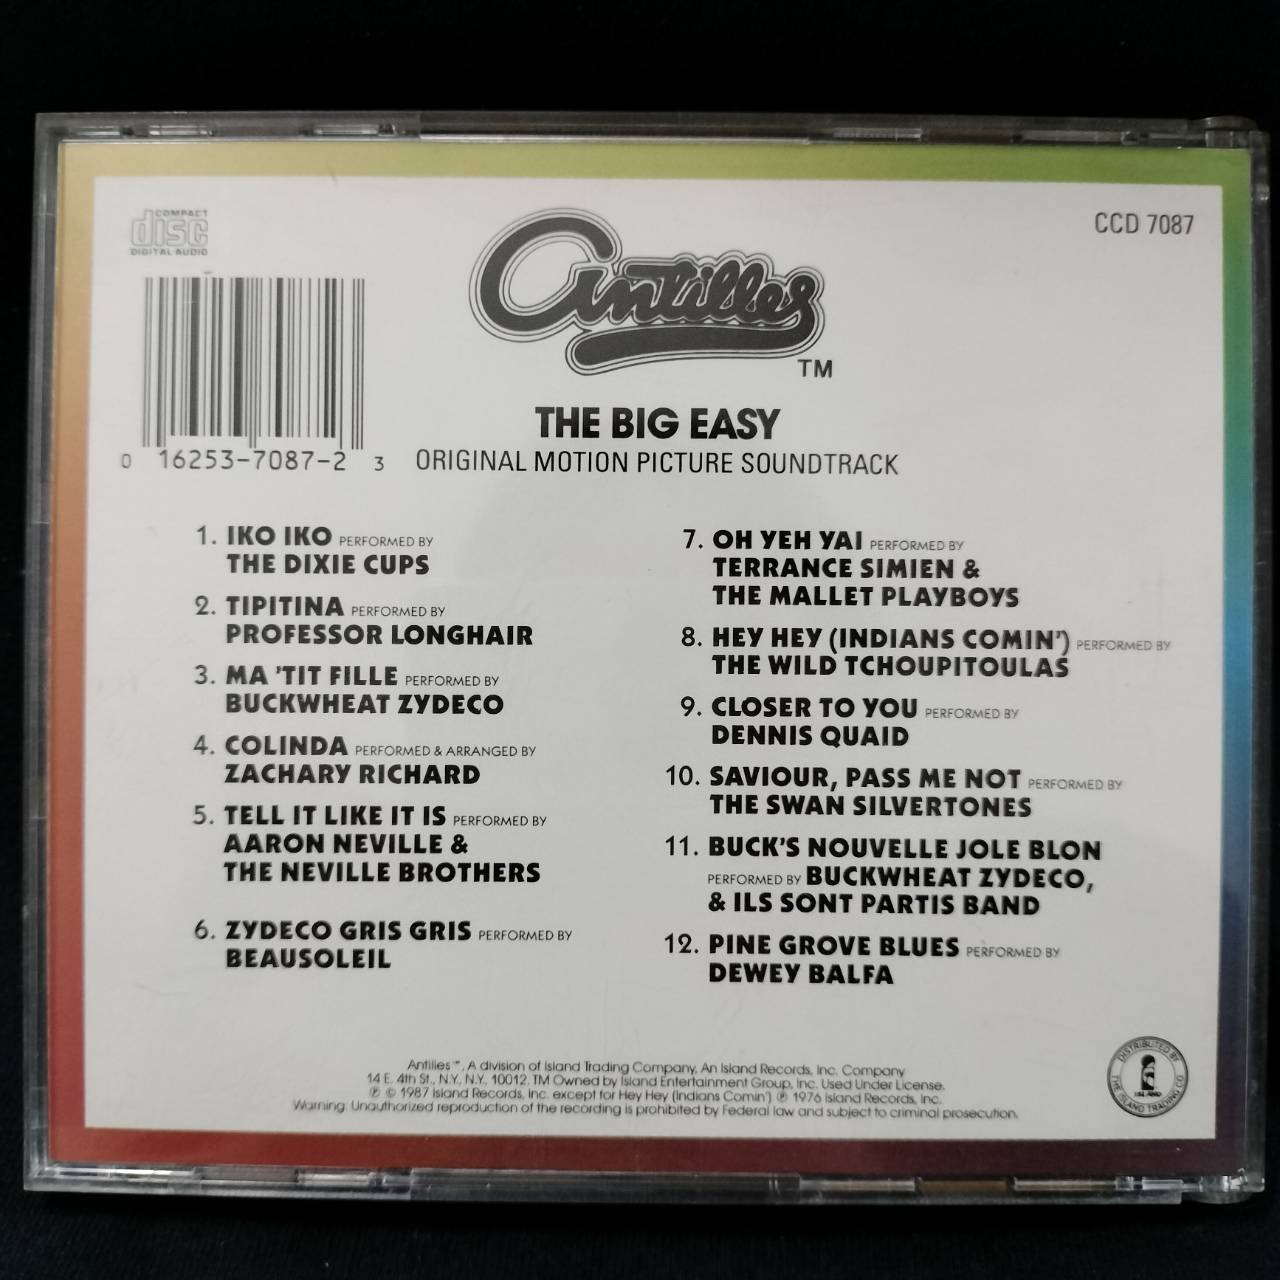 COMPACT
disc
DIGITAL AUDIO
CCD 7087
Antilles
TM
0 16253-7087-2 3
THE BIG EASY
ORIGINAL MOTION PICTURE SOUNDTRACK
1. IKO IKO PERFORMED BY
THE DIXIE CUPS
2. TIPITINA PERFORMED BY
PROFESSOR LONGHAIR
3. MA 'TIT FILLE PERFORMED BY
BUCKWHEAT ZYDECO
4. COLINDA PERFORMED & ARRANGED BY
ZACHARY RICHARD
5. TELL IT LIKE IT IS PERFORMED BY
AARON NEVILLE &
THE NEVILLE BROTHERS
6. ZYDECO GRIS GRIS PERFORMED BY
BEAUSOLEIL
7. OH YEH YAI PERFORMED BY
TERRANCE SIMIEN &
THE MALLET PLAYBOYS
8. HEY HEY (INDIANS COMIN') PERFORMED BY
THE WILD TCHOUPITOULAS
9. CLOSER TO YOU PERFORMED BY
DENNIS QUAID
10. SAVIOUR, PASS ME NOT PERFORMED BY
THE SWAN SILVERTONES
11. BUCK'S NOUVELLE JOLE BLON
PERFORMED BY BUCKWHEAT ZYDECO,
& ILS SONT PARTIS BAND
12. PINE GROVE BLUES PERFORMED BY
DEWEY BALFA
Antilles™, A division of Island Trading Company, An Island Records, Inc. Company
14 E. 4th St., N.Y., N.Y., 10012. TM Owned by Island Entertainment Group, Inc. Used Under License.
℗ © 1987 Island Records, Inc. except for Hey Hey (Indians Comin') ℗ 1976 Island Records, Inc.
Warning: Unauthorized reproduction of the recording is prohibited by Federal law and subject to criminal prosecution.
DISTRIBUTED BY
ISLAND
THE ISLAND TRADING CO.